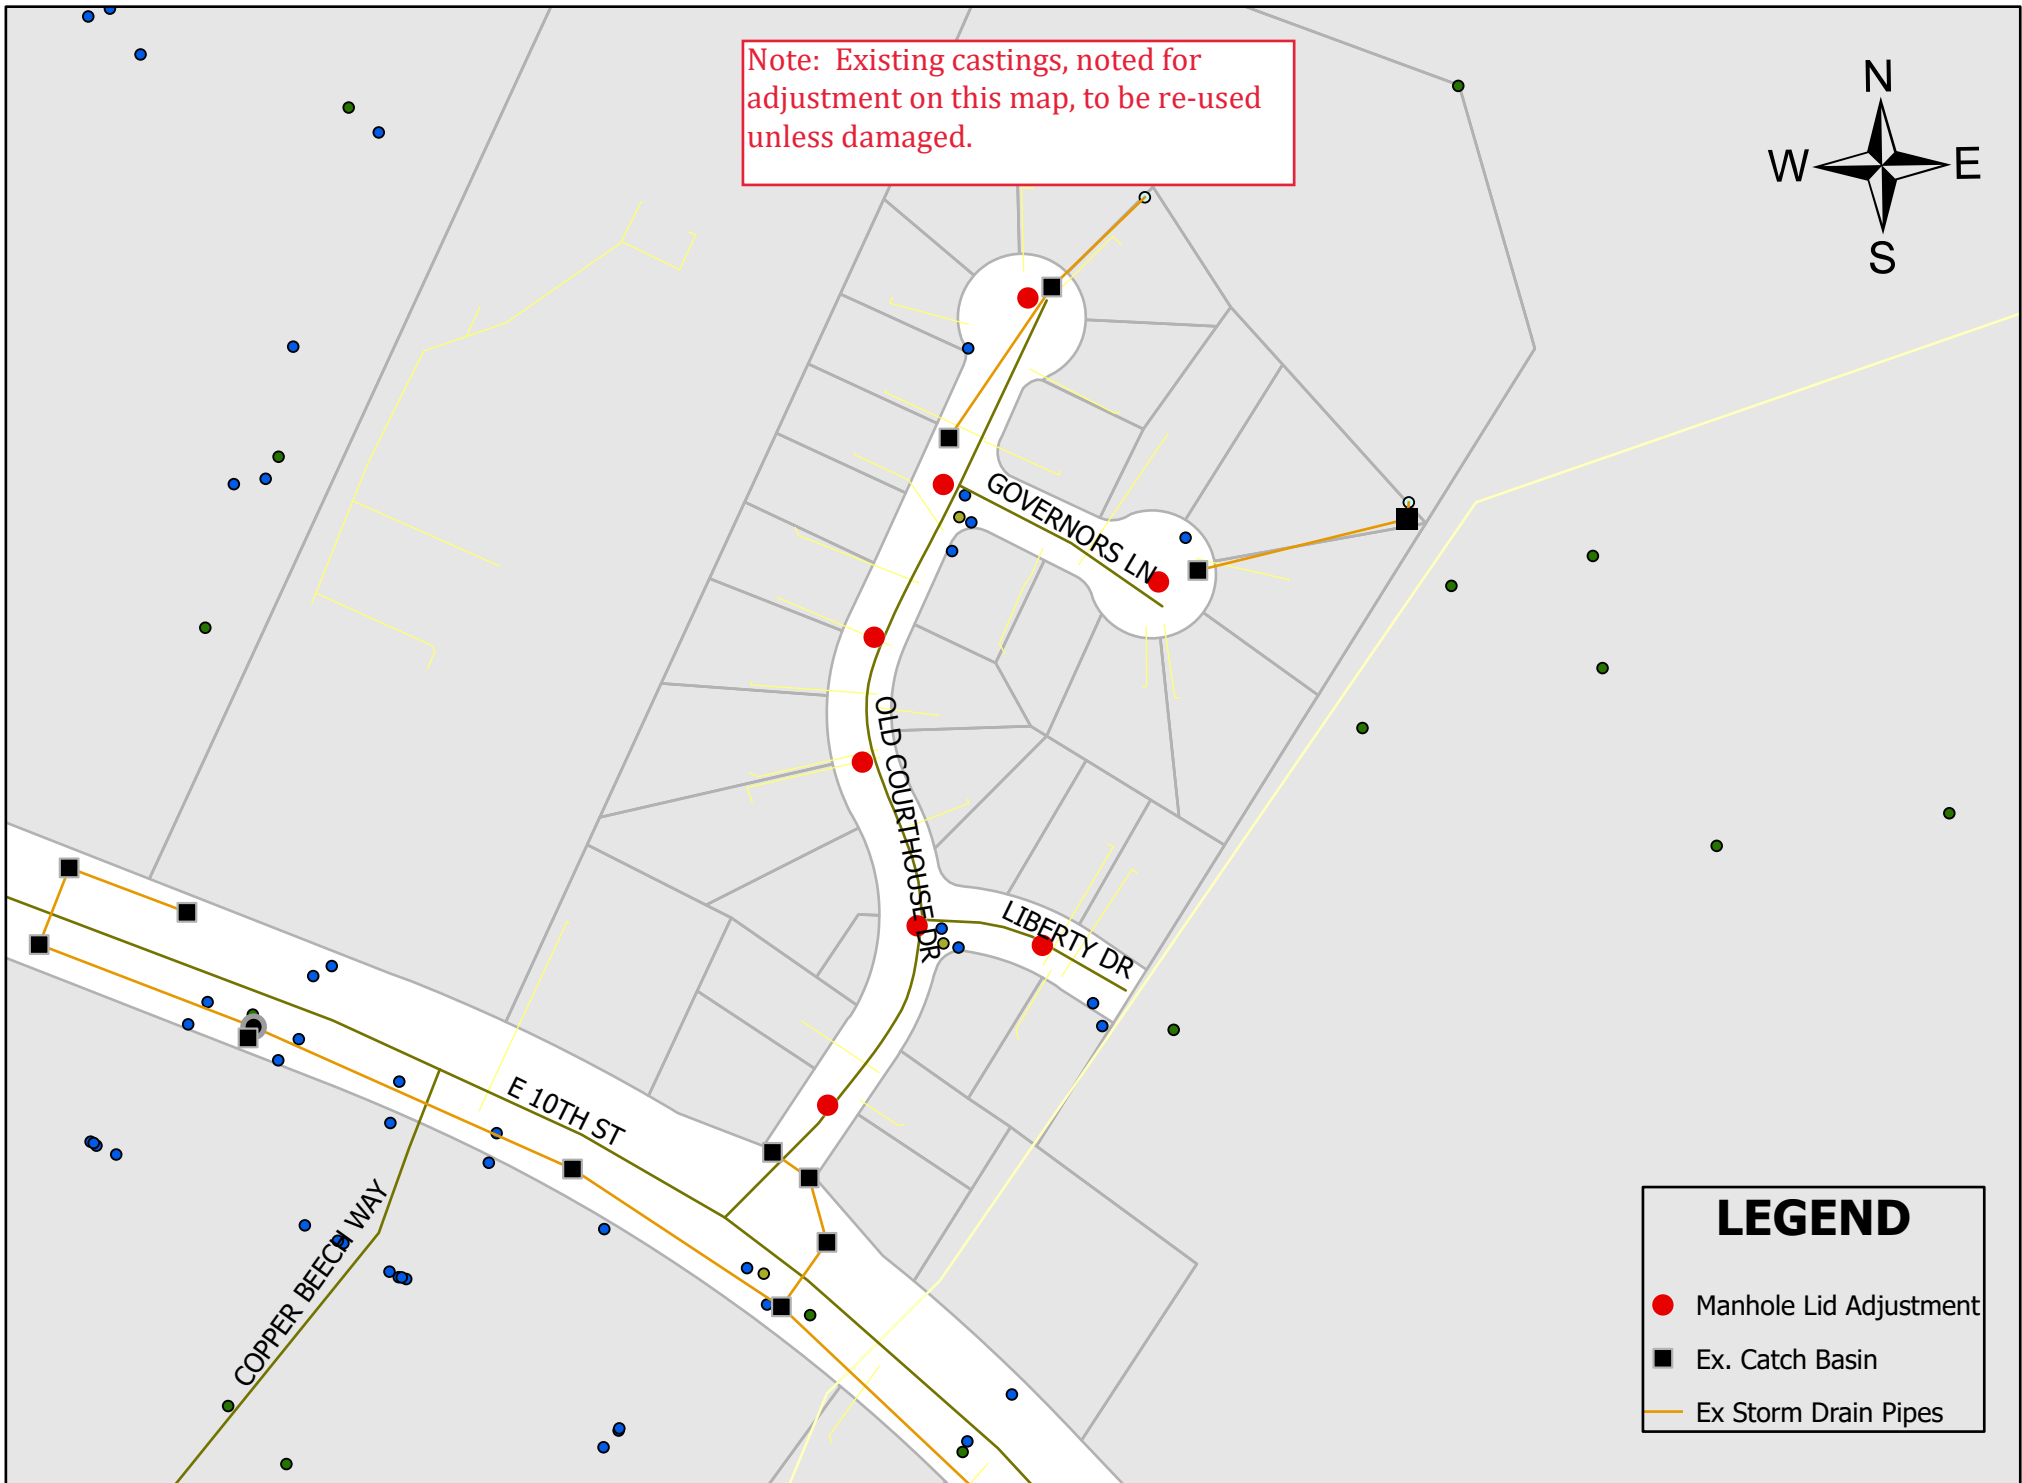 Note: Existing castings, noted for
adjustment on this map, to be re-used
unless damaged.
N
W
E
S
GOVERNORS LN
OLD COURTHOUSE DR
LIBERTY DR
E 10TH ST
COPPER BEECH WAY
LEGEND
Manhole Lid Adjustment
Ex. Catch Basin
Ex Storm Drain Pipes